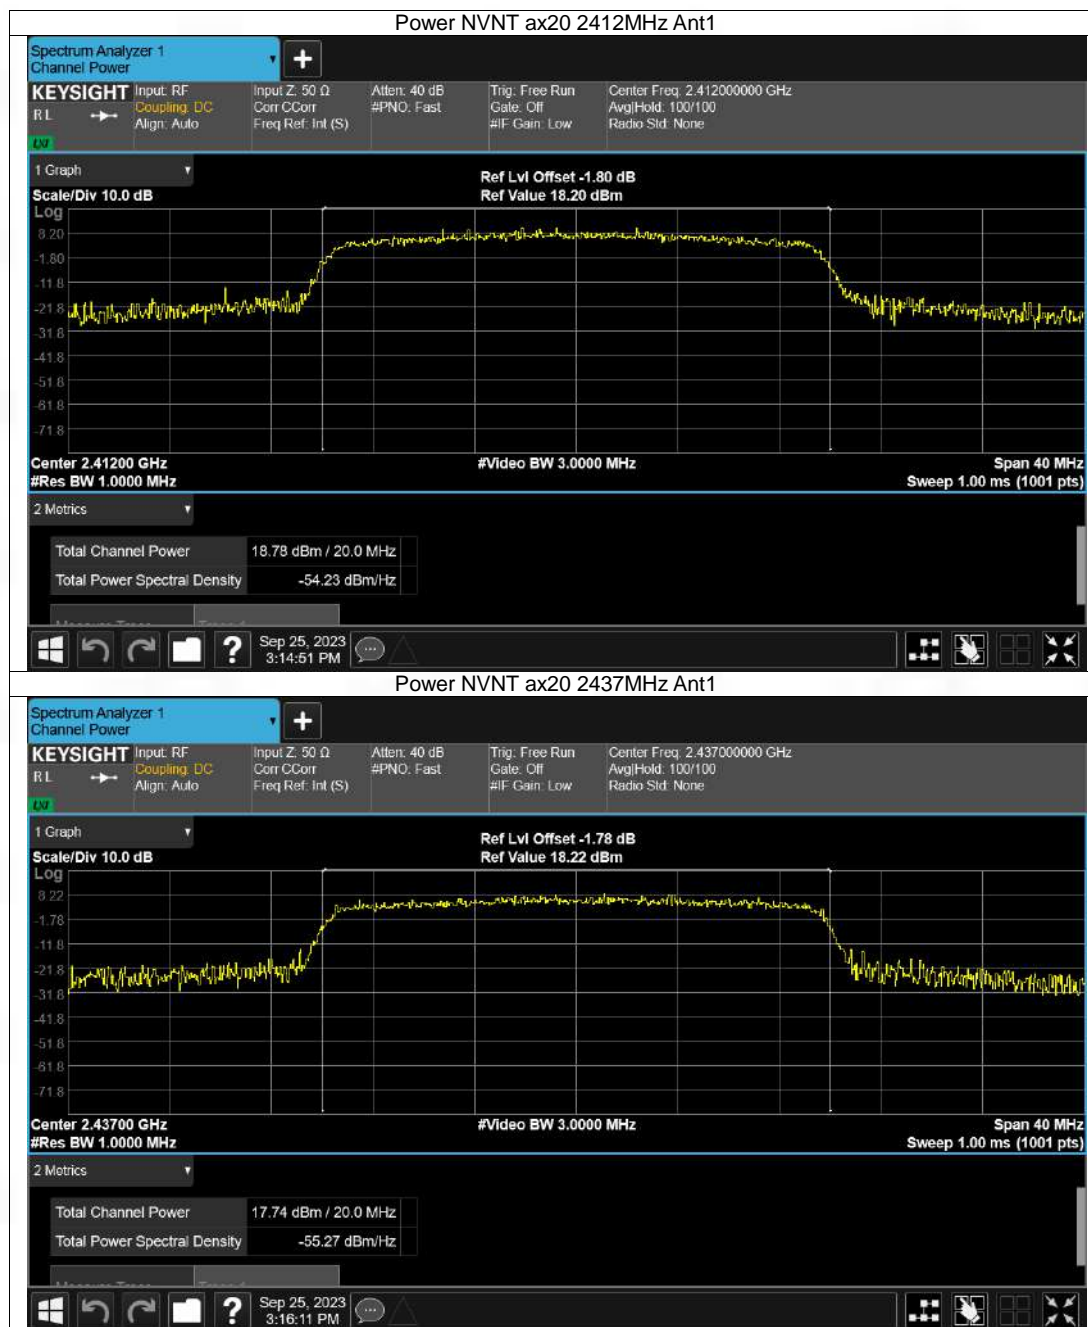 Power NVNT ax20 2412MHz Ant1
Spectrum Analyzer 1
Channel Power
KEYSIGHT
Input: RF
Coupling: DC
Align: Auto
Input Z: 50 Ω
Corr CCorr
Freq Ref: Int (S)
Atten: 40 dB
#PNO: Fast
Trig: Free Run
Gate: Off
#IF Gain: Low
Center Freq: 2.412000000 GHz
Avg|Hold: 100/100
Radio Std: None
RL
LXI
1 Graph
Ref Lvl Offset -1.80 dB
Scale/Div 10.0 dB
Ref Value 18.20 dBm
Log
8.20
-1.80
-11.8
-21.8
-31.8
-41.8
-51.8
-61.8
-71.8
Center 2.41200 GHz
#Video BW 3.0000 MHz
Span 40 MHz
#Res BW 1.0000 MHz
Sweep 1.00 ms (1001 pts)
2 Metrics
Total Channel Power 18.78 dBm / 20.0 MHz
Total Power Spectral Density -54.23 dBm/Hz
Sep 25, 2023
3:14:51 PM
Power NVNT ax20 2437MHz Ant1
Spectrum Analyzer 1
Channel Power
KEYSIGHT
Input: RF
Coupling: DC
Align: Auto
Input Z: 50 Ω
Corr CCorr
Freq Ref: Int (S)
Atten: 40 dB
#PNO: Fast
Trig: Free Run
Gate: Off
#IF Gain: Low
Center Freq: 2.437000000 GHz
Avg|Hold: 100/100
Radio Std: None
RL
LXI
1 Graph
Ref Lvl Offset -1.78 dB
Scale/Div 10.0 dB
Ref Value 18.22 dBm
Log
8.22
-1.78
-11.8
-21.8
-31.8
-41.8
-51.8
-61.8
-71.8
Center 2.43700 GHz
#Video BW 3.0000 MHz
Span 40 MHz
#Res BW 1.0000 MHz
Sweep 1.00 ms (1001 pts)
2 Metrics
Total Channel Power 17.74 dBm / 20.0 MHz
Total Power Spectral Density -55.27 dBm/Hz
Sep 25, 2023
3:16:11 PM